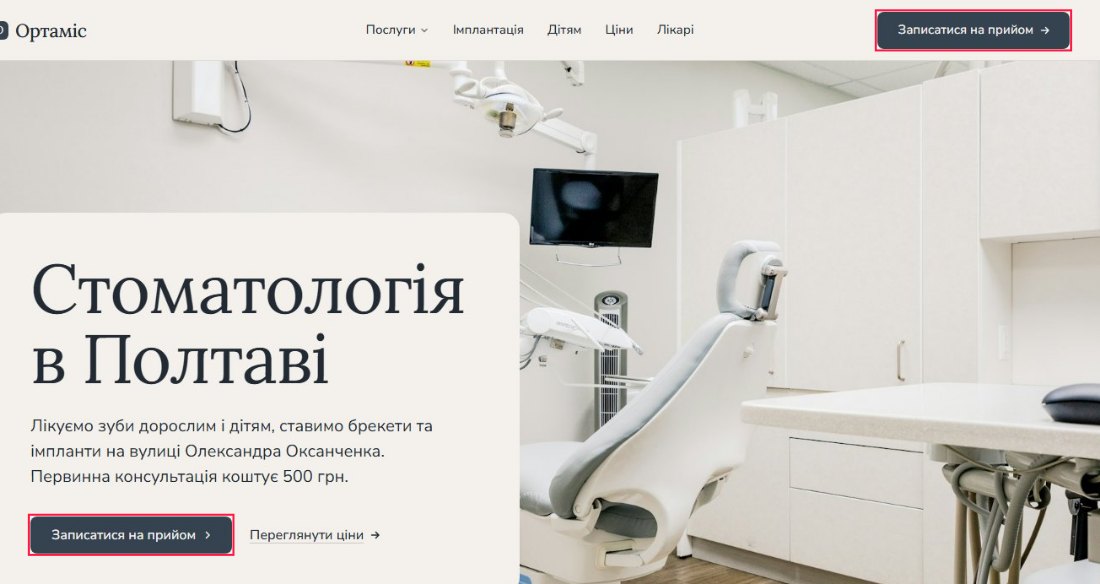 Ортаміс
Послуги
Імплантація
Дітям
Ціни
Лікарі
Записатися на прийом →
Стоматологія
в Полтаві
Лікуємо зуби дорослим і дітям, ставимо брекети та
імпланти на вулиці Олександра Оксанченка.
Первинна консультація коштує 500 грн.
Записатися на прийом ›
Переглянути ціни →